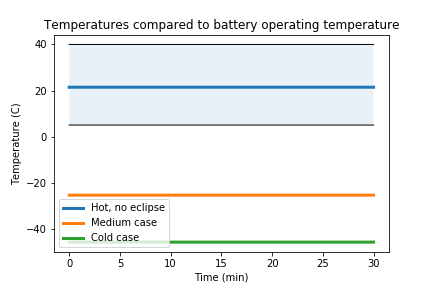 Temperatures compared to battery operating temperature
40
20
0
−20
−40
Temperature (C)
Hot, no eclipse
Medium case
Cold case
0 5 10 15 20 25 30
Time (min)